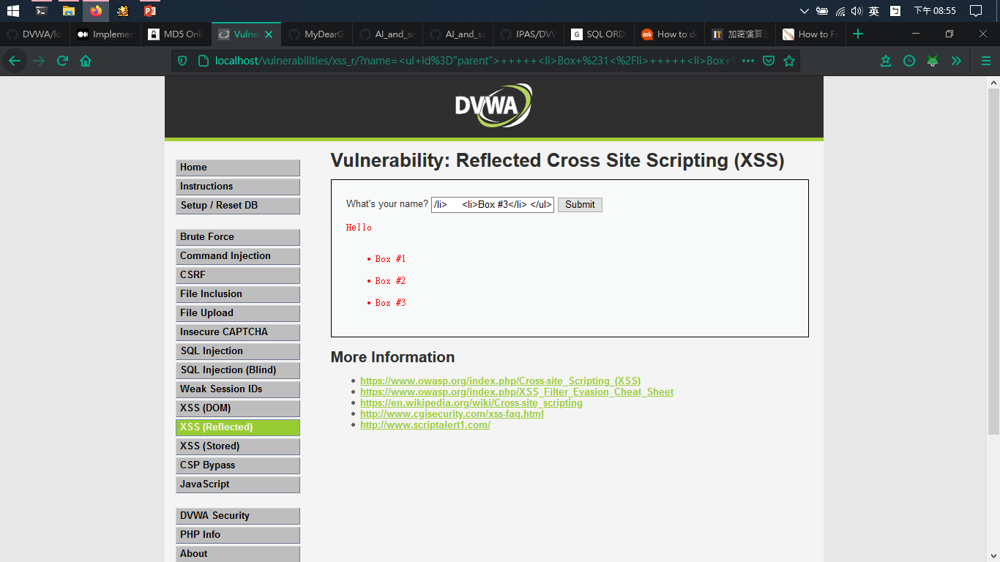 英 下午 08:55
DVWA/lo Implemen MD5 Onli Vulne MyDearG AI_and_se AI_and_se IPAS/DVW SQL ORD How to d 加密演算 How to Fo
localhost/vulnerabilities/xss_r/?name=<ul+id%3D"parent">+++++<li>Box+%231<%2Fli>+++++<li>Box+
DVWA
Vulnerability: Reflected Cross Site Scripting (XSS)
What's your name? /li> <li>Box #3</li> </ul> Submit
Hello
Box #1
Box #2
Box #3
More Information
https://www.owasp.org/index.php/Cross-site_Scripting_(XSS)
https://www.owasp.org/index.php/XSS_Filter_Evasion_Cheat_Sheet
https://en.wikipedia.org/wiki/Cross-site_scripting
http://www.cgisecurity.com/xss-faq.html
http://www.scriptalert1.com/
Home
Instructions
Setup / Reset DB
Brute Force
Command Injection
CSRF
File Inclusion
File Upload
Insecure CAPTCHA
SQL Injection
SQL Injection (Blind)
Weak Session IDs
XSS (DOM)
XSS (Reflected)
XSS (Stored)
CSP Bypass
JavaScript
DVWA Security
PHP Info
About